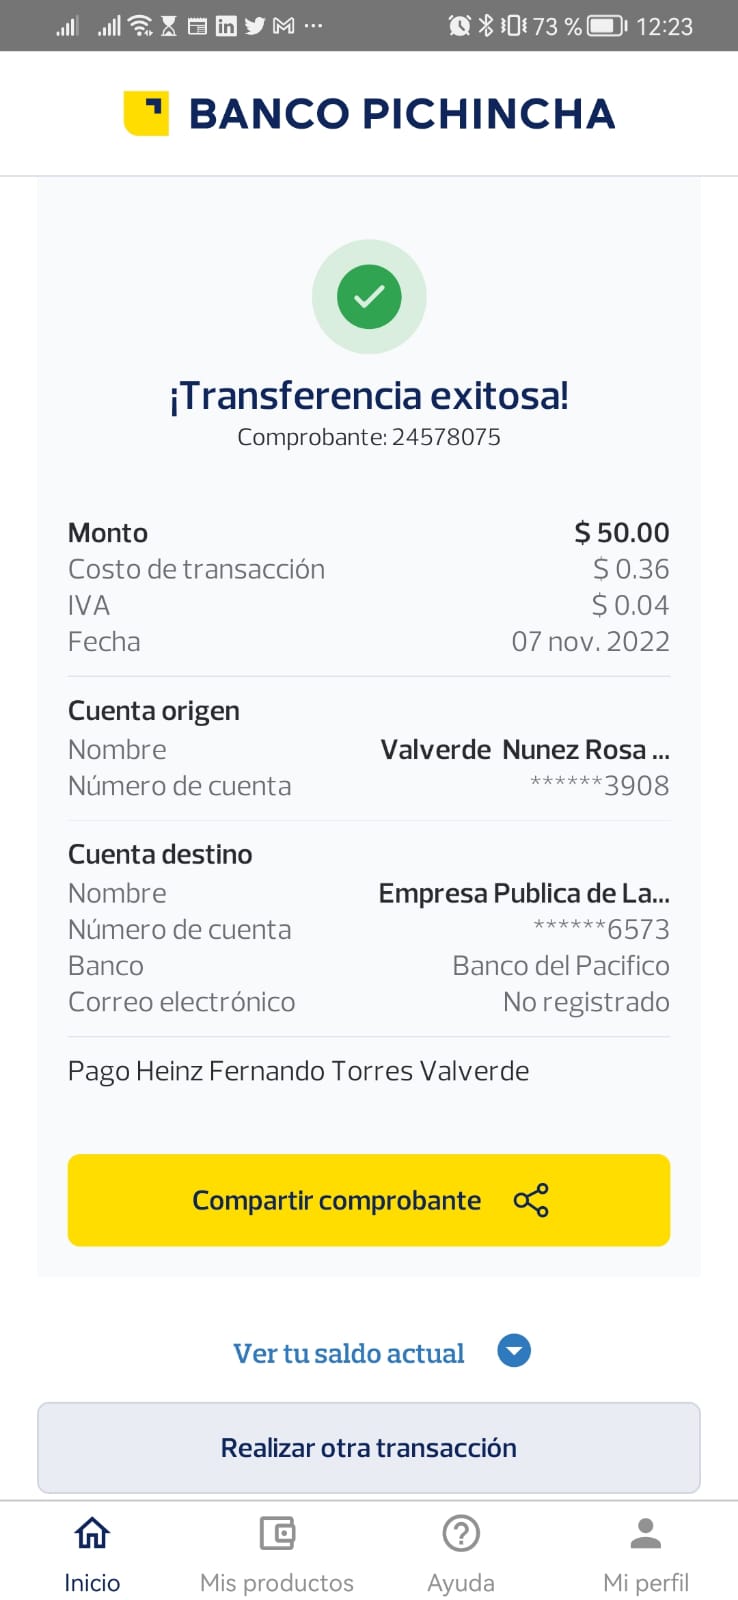 73 % 12:23
BANCO PICHINCHA
¡Transferencia exitosa!
Comprobante: 24578075
Monto $ 50.00
Costo de transacción $ 0.36
IVA $ 0.04
Fecha 07 nov. 2022
Cuenta origen
Nombre Valverde Nunez Rosa ...
Número de cuenta ******3908
Cuenta destino
Nombre Empresa Publica de La...
Número de cuenta ******6573
Banco Banco del Pacifico
Correo electrónico No registrado
Pago Heinz Fernando Torres Valverde
Compartir comprobante
Ver tu saldo actual
Realizar otra transacción
Inicio Mis productos Ayuda Mi perfil